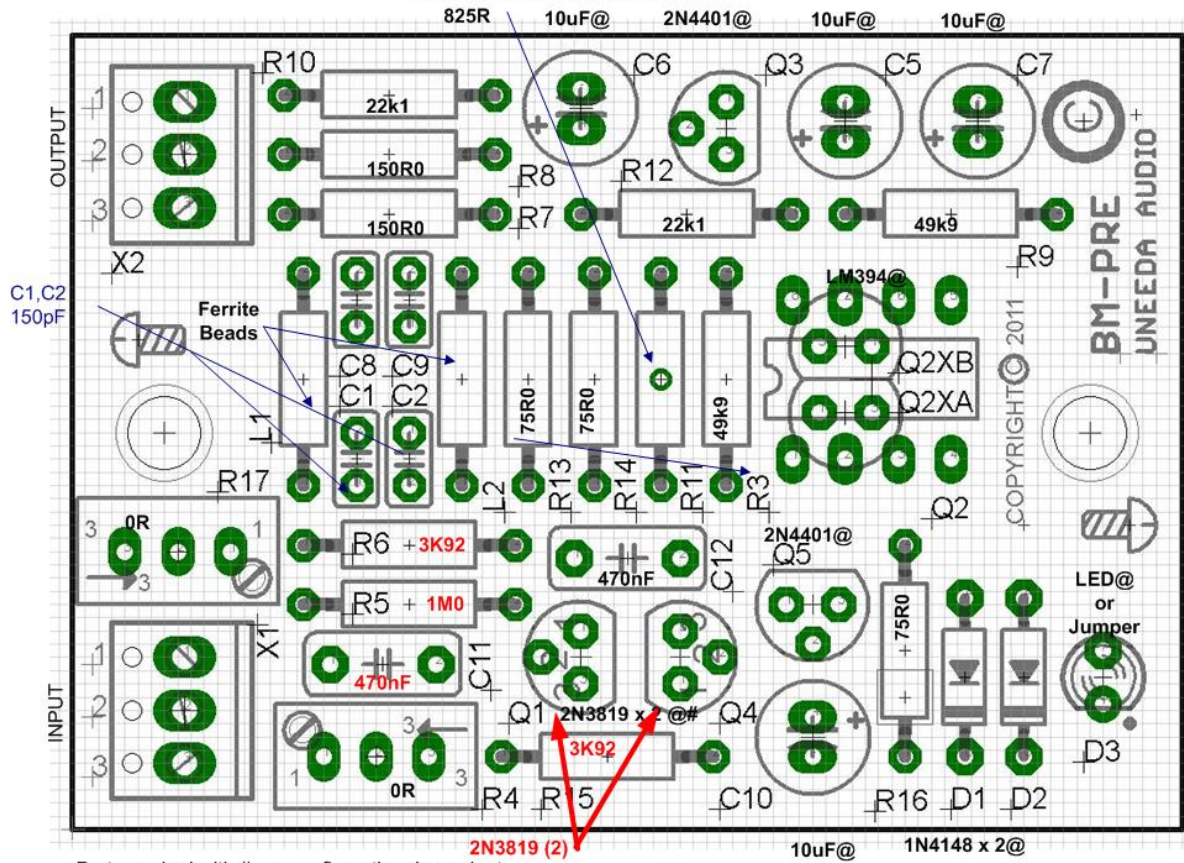 825R
10uF@
2N4401@
10uF@
10uF@
R10
C6
Q3
C5
C7
1
2
3
OUTPUT
22k1
150R0
150R0
R8
R7
R12
22k1
49k9
R9
C
X2
BM-PRE
UNEEDA AUDIO
COPYRIGHT © 2011
C1,C2
150pF
Ferrite
Beads
LM394@
C8
C9
C1
C2
L1
75R0
75R0
49k9
Q2XB
Q2XA
R17
L2
R13
R14
R11
R3
Q2
3
0R
1
3
R6
3K92
470nF
C12
2N4401@
Q5
R5
1M0
75R0
LED@
or
Jumper
X1
1
2
3
INPUT
470nF
C11
Q1
2N3819 x 2 @#
Q4
3
1
0R
3
R4
3K92
R15
C10
R16
D1
D2
D3
2N3819 (2)
10uF@
1N4148 x 2@